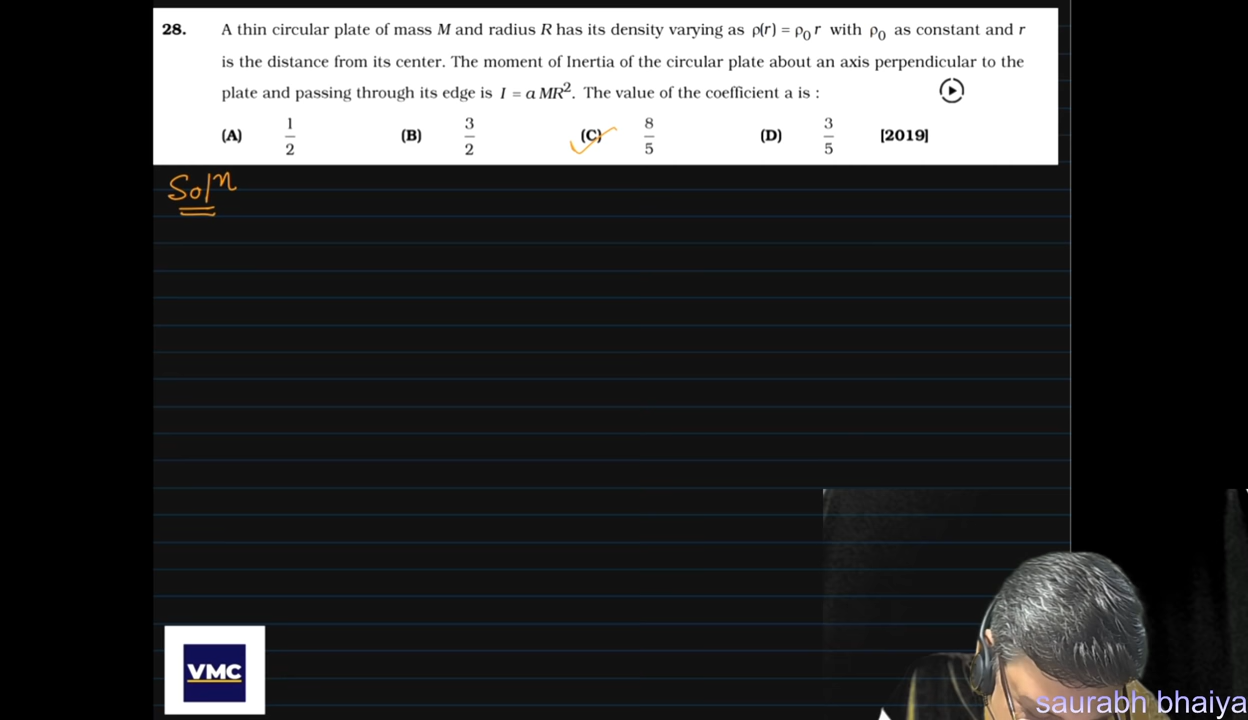 28. A thin circular plate of mass M and radius R has its density varying as ρ(r) = ρ₀ r with ρ₀ as constant and r
is the distance from its center. The moment of Inertia of the circular plate about an axis perpendicular to the
plate and passing through its edge is I = a MR². The value of the coefficient a is :
(A) 1/2 (B) 3/2 (C) 8/5 (D) 3/5 [2019]
Solⁿ
VMC
saurabh bhaiya